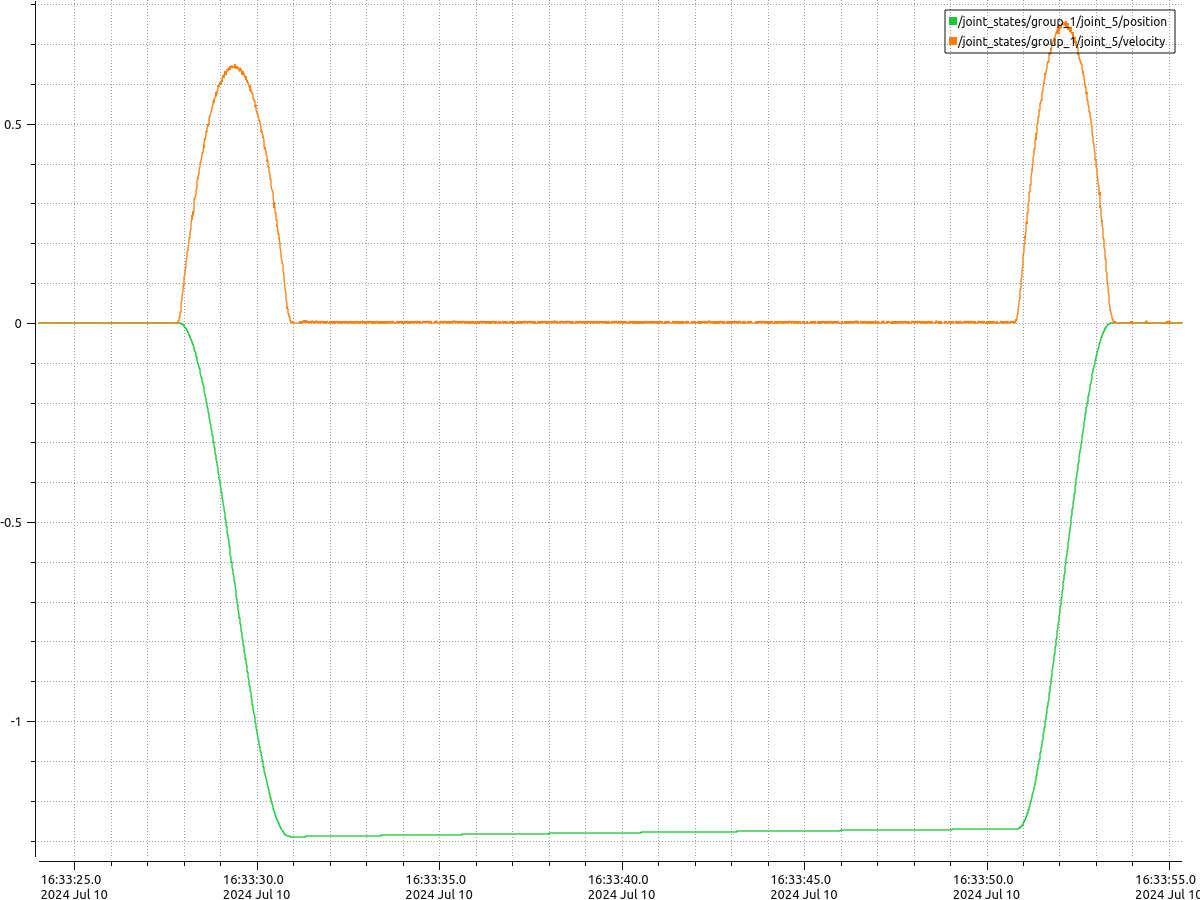 /joint_states/group_1/joint_5/position
/joint_states/group_1/joint_5/velocity
0.5
0
-0.5
-1
16:33:25.0 16:33:30.0 16:33:35.0 16:33:40.0 16:33:45.0 16:33:50.0 16:33:55.0
2024 Jul 10 2024 Jul 10 2024 Jul 10 2024 Jul 10 2024 Jul 10 2024 Jul 10 2024 Jul 10